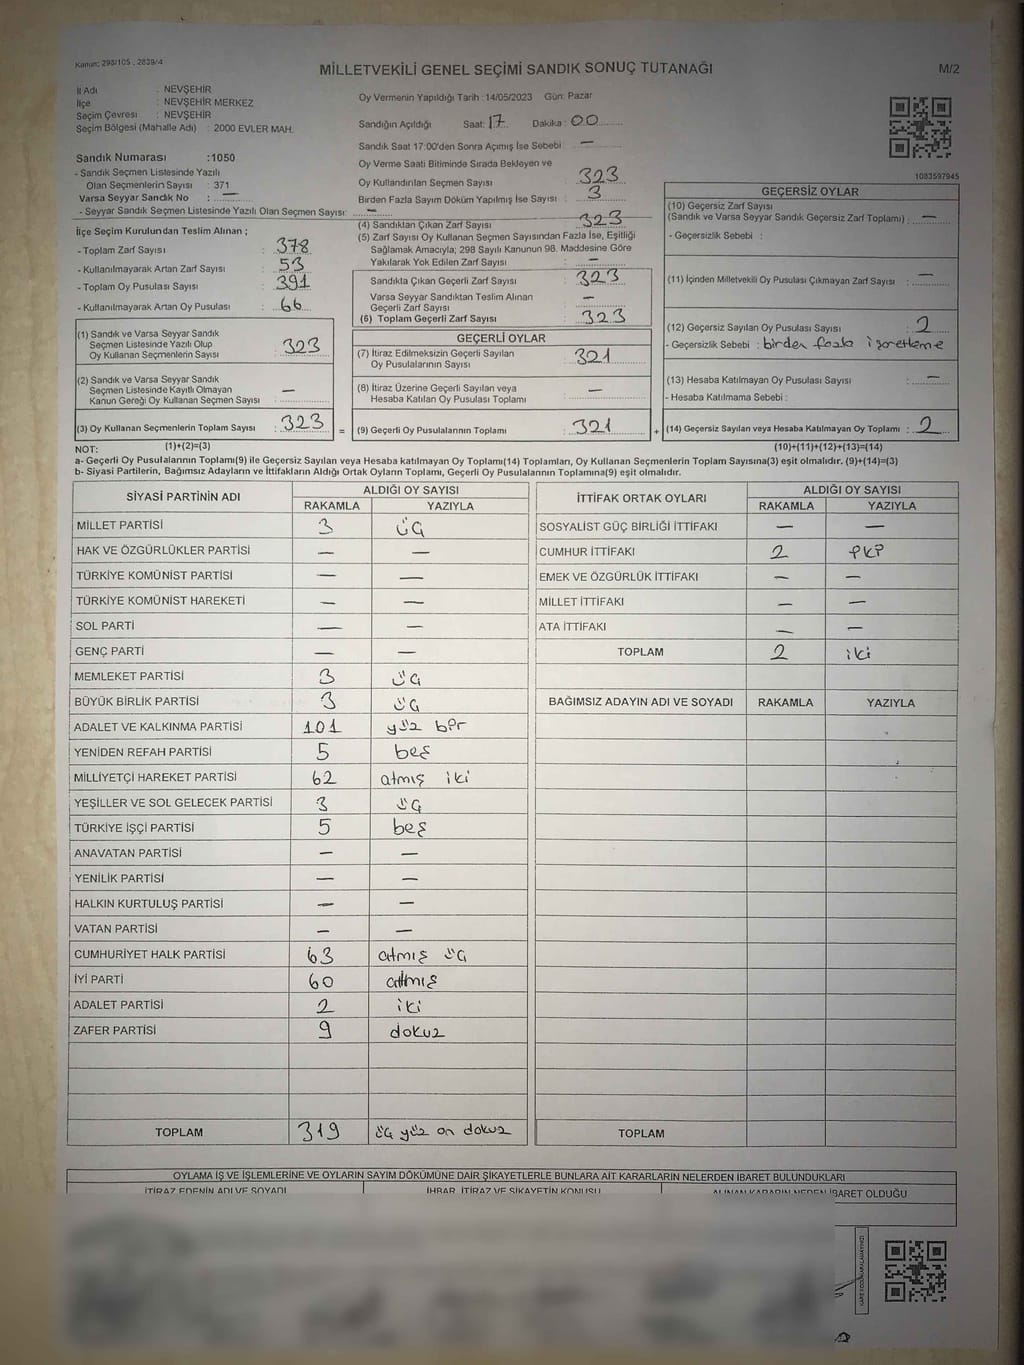 Kanun; 298/105 , 2839/4
MİLLETVEKİLİ GENEL SEÇİMİ SANDIK SONUÇ TUTANAĞI
M/2
İl Adı : NEVŞEHİR
İlçe : NEVŞEHİR MERKEZ
Seçim Çevresi : NEVŞEHİR
Seçim Bölgesi (Mahalle Adı) : 2000 EVLER MAH.
Sandık Numarası :1050
- Sandık Seçmen Listesinde Yazılı
Olan Seçmenlerin Sayısı : 371
Varsa Seyyar Sandık No : —
- Seyyar Sandık Seçmen Listesinde Yazılı Olan Seçmen Sayısı: —
İlçe Seçim Kurulundan Teslim Alınan ;
- Toplam Zarf Sayısı : 378
- Kullanılmayarak Artan Zarf Sayısı : 53
- Toplam Oy Pusulası Sayısı : 391
- Kullanılmayarak Artan Oy Pusulası : 66
(1) Sandık ve Varsa Seyyar Sandık
Seçmen Listesinde Yazılı Olup
Oy Kullanan Seçmenlerin Sayısı : 323
(2) Sandık ve Varsa Seyyar Sandık
Seçmen Listesinde Kayıtlı Olmayan
Kanun Gereği Oy Kullanan Seçmen Sayısı : —
(3) Oy Kullanan Seçmenlerin Toplam Sayısı : 323
Oy Vermenin Yapıldığı Tarih : 14/05/2023 Gün: Pazar
Sandığın Açıldığı Saat: 17 Dakika : 00
Sandık Saat 17:00'den Sonra Açımış İse Sebebi : —
Oy Verme Saati Bitiminde Sırada Bekleyen ve
Oy Kullandırılan Seçmen Sayısı : 323
Birden Fazla Sayım Döküm Yapılmış İse Sayısı : 3
(4) Sandıktan Çıkan Zarf Sayısı : 323
(5) Zarf Sayısı Oy Kullanan Seçmen Sayısından Fazla İse, Eşitliği
Sağlamak Amacıyla; 298 Sayılı Kanunun 98. Maddesine Göre
Yakılarak Yok Edilen Zarf Sayısı : —
Sandıkta Çıkan Geçerli Zarf Sayısı : 323
Varsa Seyyar Sandıktan Teslim Alınan
Geçerli Zarf Sayısı : —
(6) Toplam Geçerli Zarf Sayısı : 323
GEÇERLİ OYLAR
(7) İtiraz Edilmeksizin Geçerli Sayılan
Oy Pusulalarının Sayısı : 321
(8) İtiraz Üzerine Geçerli Sayılan veya
Hesaba Katılan Oy Pusulası Toplamı : —
= (9) Geçerli Oy Pusulalarının Toplamı : 321 +
1083597945
GEÇERSİZ OYLAR
(10) Geçersiz Zarf Sayısı
(Sandık ve Varsa Seyyar Sandık Geçersiz Zarf Toplamı) : —
- Geçersizlik Sebebi :
(11) İçinden Milletvekili Oy Pusulası Çıkmayan Zarf Sayısı : —
(12) Geçersiz Sayılan Oy Pusulası Sayısı : 2
- Geçersizlik Sebebi : birden fazla işaretleme
(13) Hesaba Katılmayan Oy Pusulası Sayısı : —
- Hesaba Katılmama Sebebi :
(14) Geçersiz Sayılan veya Hesaba Katılmayan Oy Toplamı : 2
NOT: (1)+(2)=(3) (10)+(11)+(12)+(13)=(14)
a- Geçerli Oy Pusulalarının Toplamı(9) ile Geçersiz Sayılan veya Hesaba katılmayan Oy Toplamı(14) Toplamları, Oy Kullanan Seçmenlerin Toplam Sayısına(3) eşit olmalıdır. (9)+(14)=(3)
b- Siyasi Partilerin, Bağımsız Adayların ve İttifakların Aldığı Ortak Oyların Toplamı, Geçerli Oy Pusulalarının Toplamına(9) eşit olmalıdır.
SİYASİ PARTİNİN ADI ALDIĞI OY SAYISI
RAKAMLA YAZIYLA
MİLLET PARTİSİ 3 üç
HAK VE ÖZGÜRLÜKLER PARTİSİ — —
TÜRKİYE KOMÜNİST PARTİSİ — —
TÜRKİYE KOMÜNİST HAREKETİ — —
SOL PARTİ — —
GENÇ PARTİ — —
MEMLEKET PARTİSİ 3 üç
BÜYÜK BİRLİK PARTİSİ 3 üç
ADALET VE KALKINMA PARTİSİ 101 yüz bir
YENİDEN REFAH PARTİSİ 5 beş
MİLLİYETÇİ HAREKET PARTİSİ 62 atmış iki
YEŞİLLER VE SOL GELECEK PARTİSİ 3 üç
TÜRKİYE İŞÇİ PARTİSİ 5 beş
ANAVATAN PARTİSİ — —
YENİLİK PARTİSİ — —
HALKIN KURTULUŞ PARTİSİ — —
VATAN PARTİSİ — —
CUMHURİYET HALK PARTİSİ 63 atmış üç
İYİ PARTİ 60 atmış
ADALET PARTİSİ 2 iki
ZAFER PARTİSİ 9 dokuz
TOPLAM 319 üç yüz on dokuz
İTTİFAK ORTAK OYLARI ALDIĞI OY SAYISI
RAKAMLA YAZIYLA
SOSYALİST GÜÇ BİRLİĞİ İTTİFAKI — —
CUMHUR İTTİFAKI 2 iki
EMEK VE ÖZGÜRLÜK İTTİFAKI — —
MİLLET İTTİFAKI — —
ATA İTTİFAKI — —
TOPLAM 2 iki
BAĞIMSIZ ADAYIN ADI VE SOYADI RAKAMLA YAZIYLA
TOPLAM
OYLAMA İŞ VE İŞLEMLERİNE VE OYLARIN SAYIM DÖKÜMÜNE DAİR ŞİKAYETLERLE BUNLARA AİT KARARLARIN NELERDEN İBARET BULUNDUKLARI
İTİRAZ EDENİN ADI VE SOYADI İHBAR, İTİRAZ VE ŞİKAYETİN KONUSU ALINAN KARARIN NEDEN İBARET OLDUĞU